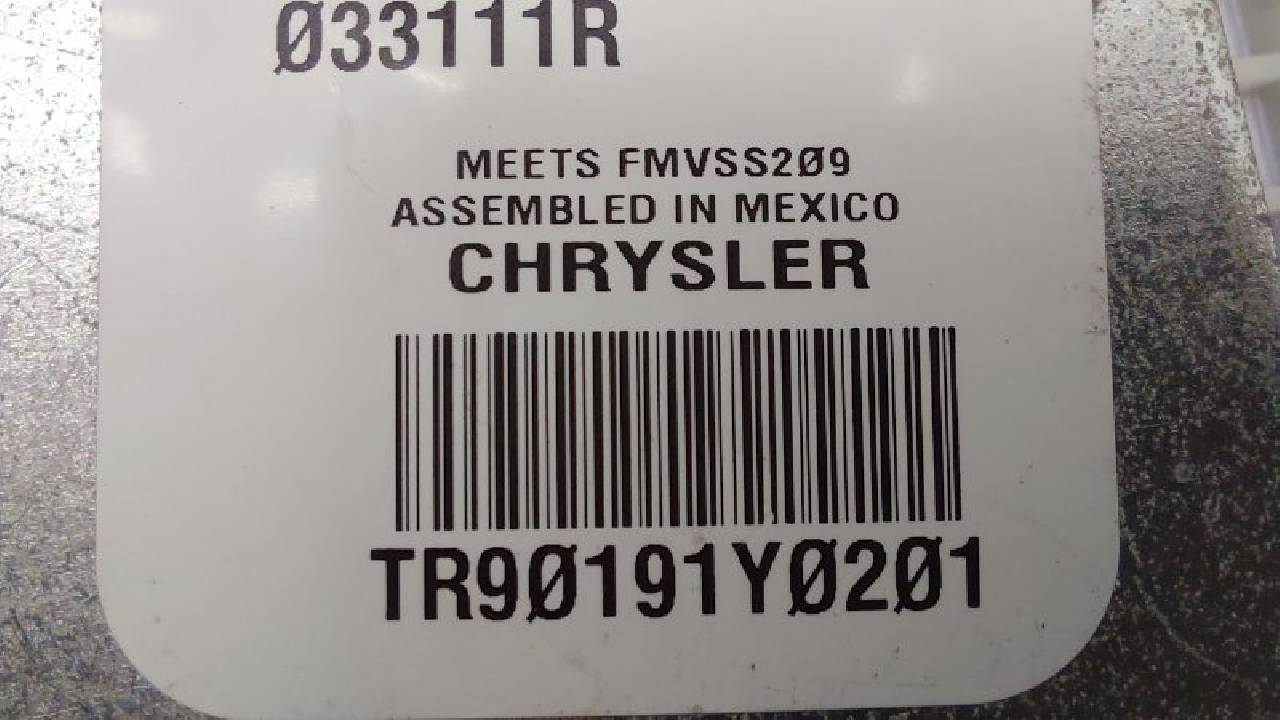 Ø33111R
MEETS FMVSS2Ø9
ASSEMBLED IN MEXICO
CHRYSLER
TR9Ø191YØ2Ø1